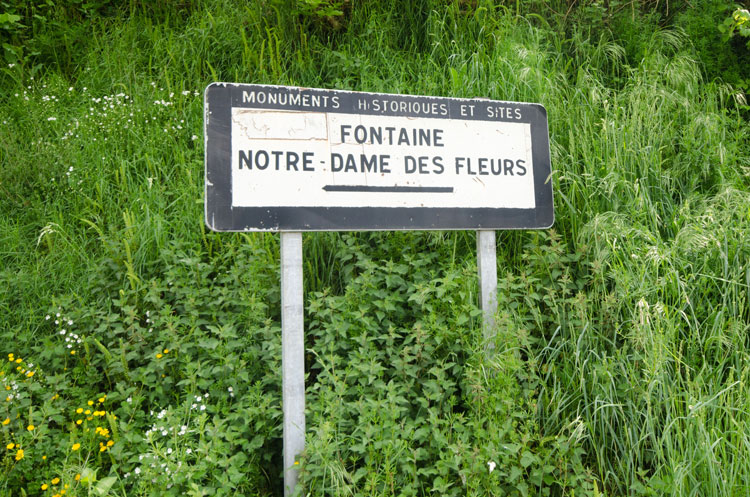 MONUMENTS HiSTORIQUES ET SiTES
FONTAINE
NOTRE-DAME DES FLEURS